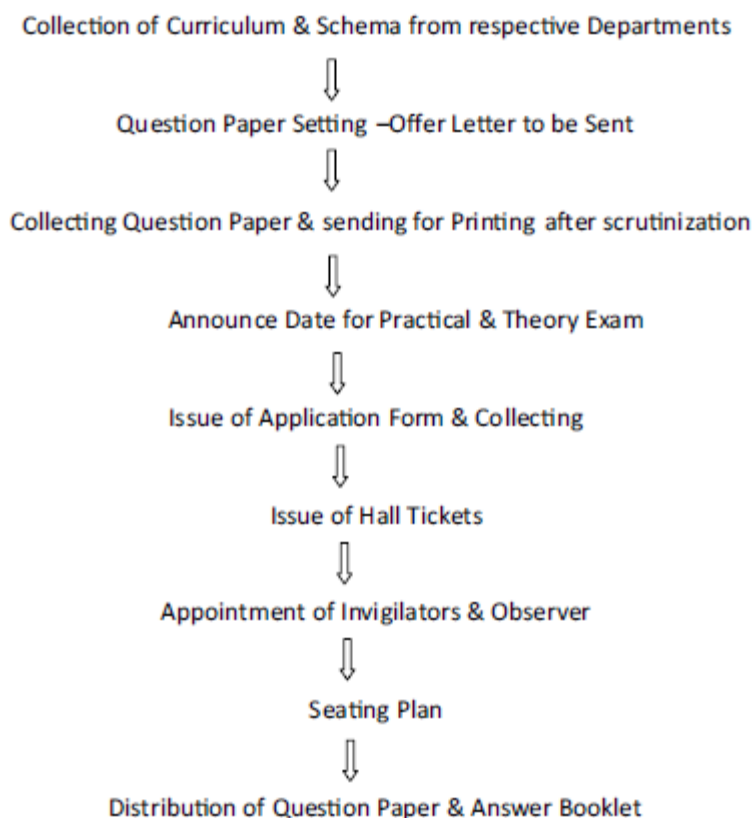 Collection of Curriculum & Schema from respective Departments
Question Paper Setting –Offer Letter to be Sent
Collecting Question Paper & sending for Printing after scrutinization
Announce Date for Practical & Theory Exam
Issue of Application Form & Collecting
Issue of Hall Tickets
Appointment of Invigilators & Observer
Seating Plan
Distribution of Question Paper & Answer Booklet